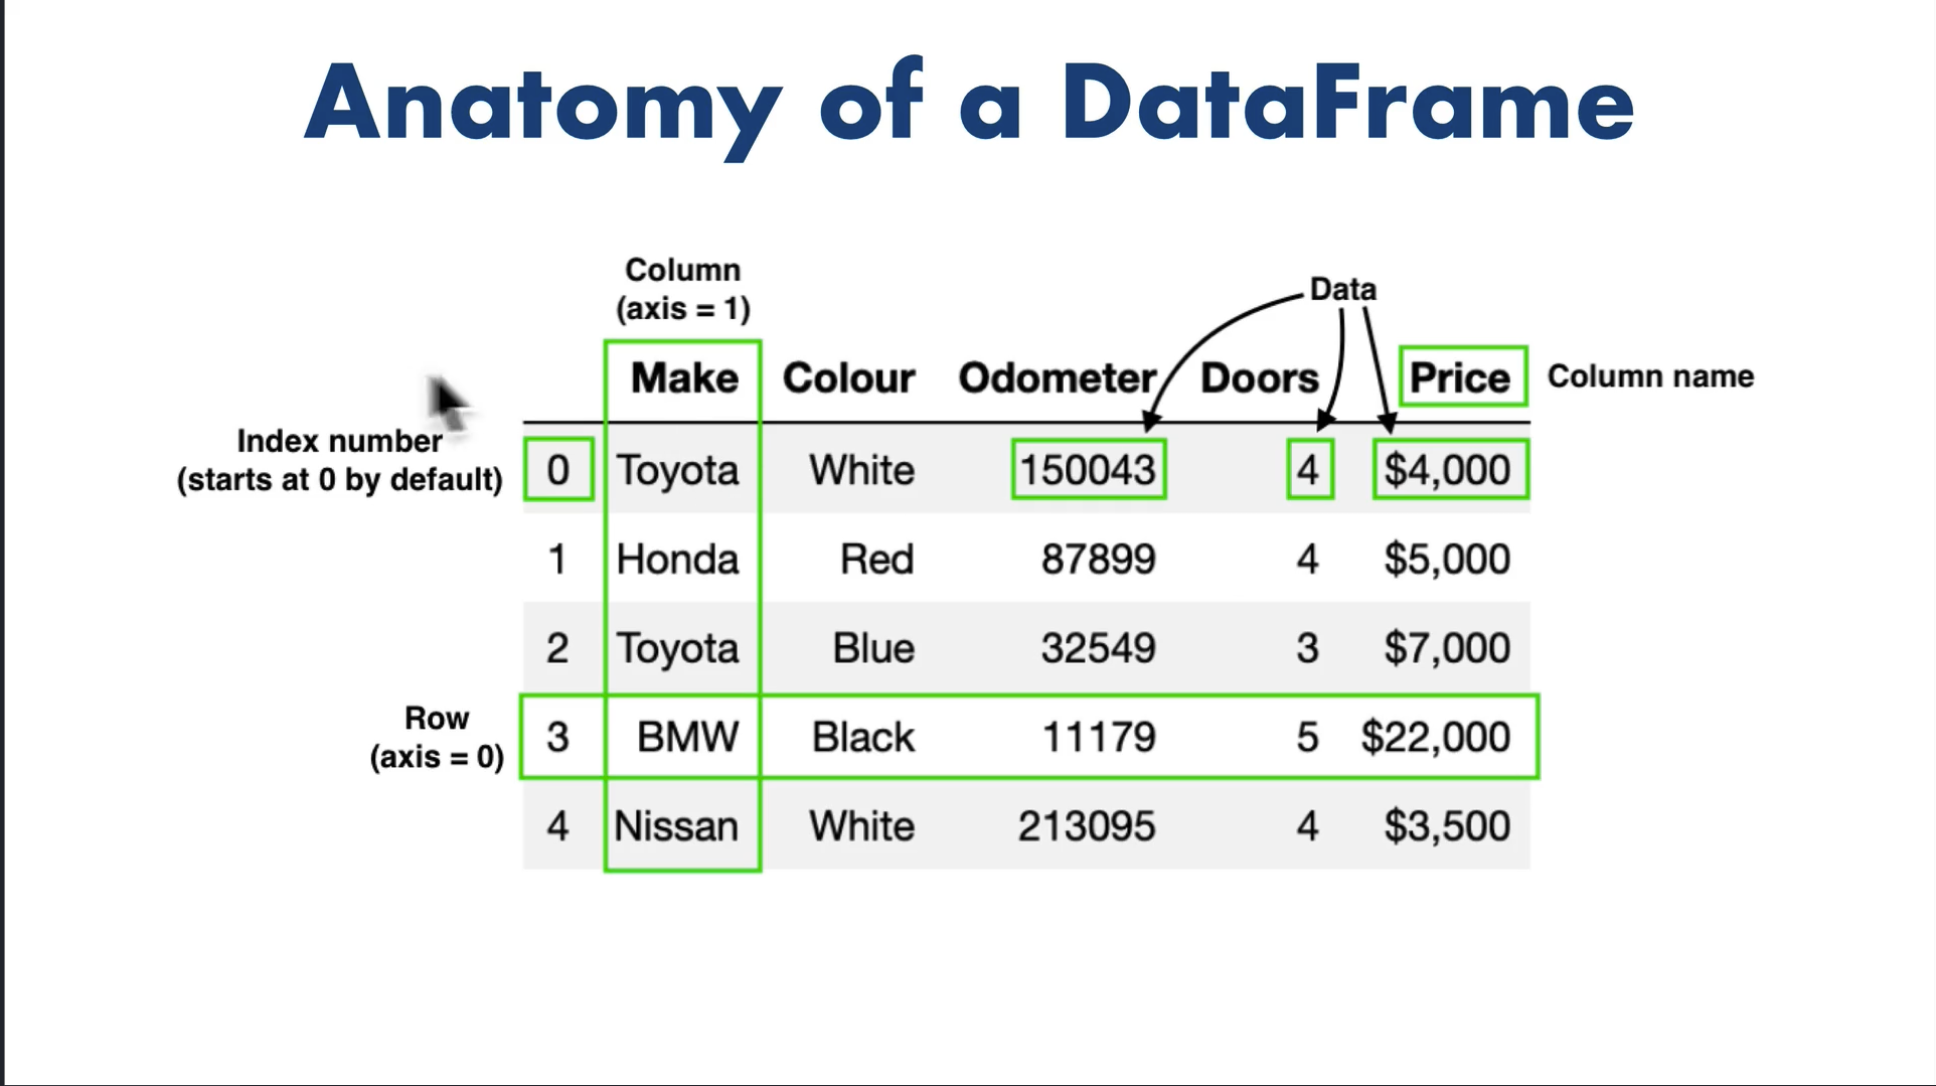 Anatomy of a DataFrame
Column
(axis = 1)
Data
Make Colour Odometer Doors Price Column name
Index number
(starts at 0 by default)
0 Toyota White 150043 4 $4,000
1 Honda Red 87899 4 $5,000
2 Toyota Blue 32549 3 $7,000
Row
(axis = 0)
3 BMW Black 11179 5 $22,000
4 Nissan White 213095 4 $3,500